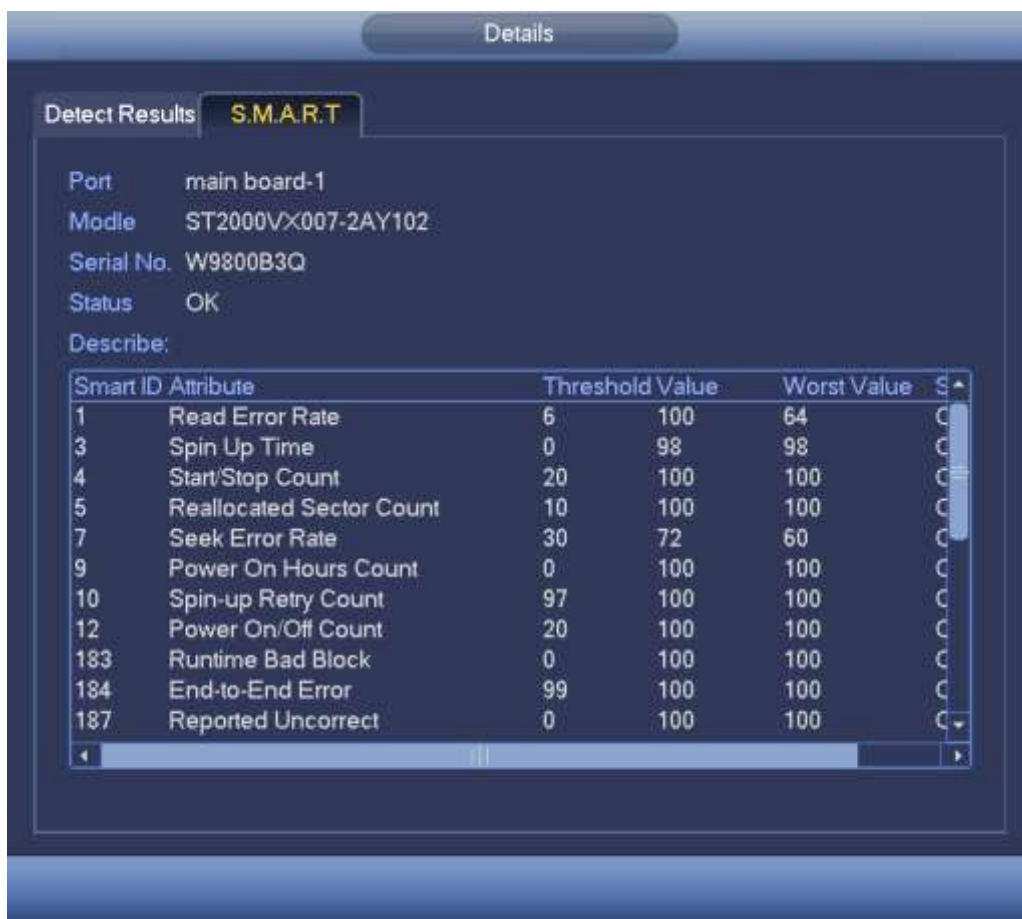 Details
Detect Results S.M.A.R.T
Port main board-1
Modle ST2000VX007-2AY102
Serial No. W9800B3Q
Status OK
Describe:
Smart ID Attribute Threshold Value Worst Value S
1 Read Error Rate 6 100 64
3 Spin Up Time 0 98 98
4 Start/Stop Count 20 100 100
5 Reallocated Sector Count 10 100 100
7 Seek Error Rate 30 72 60
9 Power On Hours Count 0 100 100
10 Spin-up Retry Count 97 100 100
12 Power On/Off Count 20 100 100
183 Runtime Bad Block 0 100 100
184 End-to-End Error 99 100 100
187 Reported Uncorrect 0 100 100